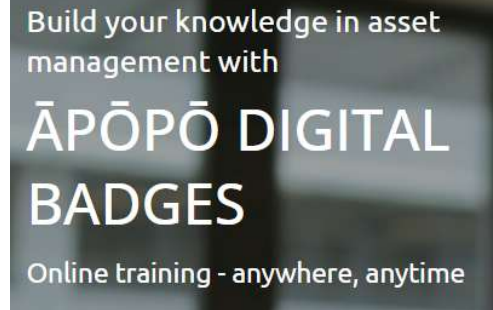 Build your knowledge in asset
management with
ĀPŌPŌ DIGITAL
BADGES
Online training - anywhere, anytime